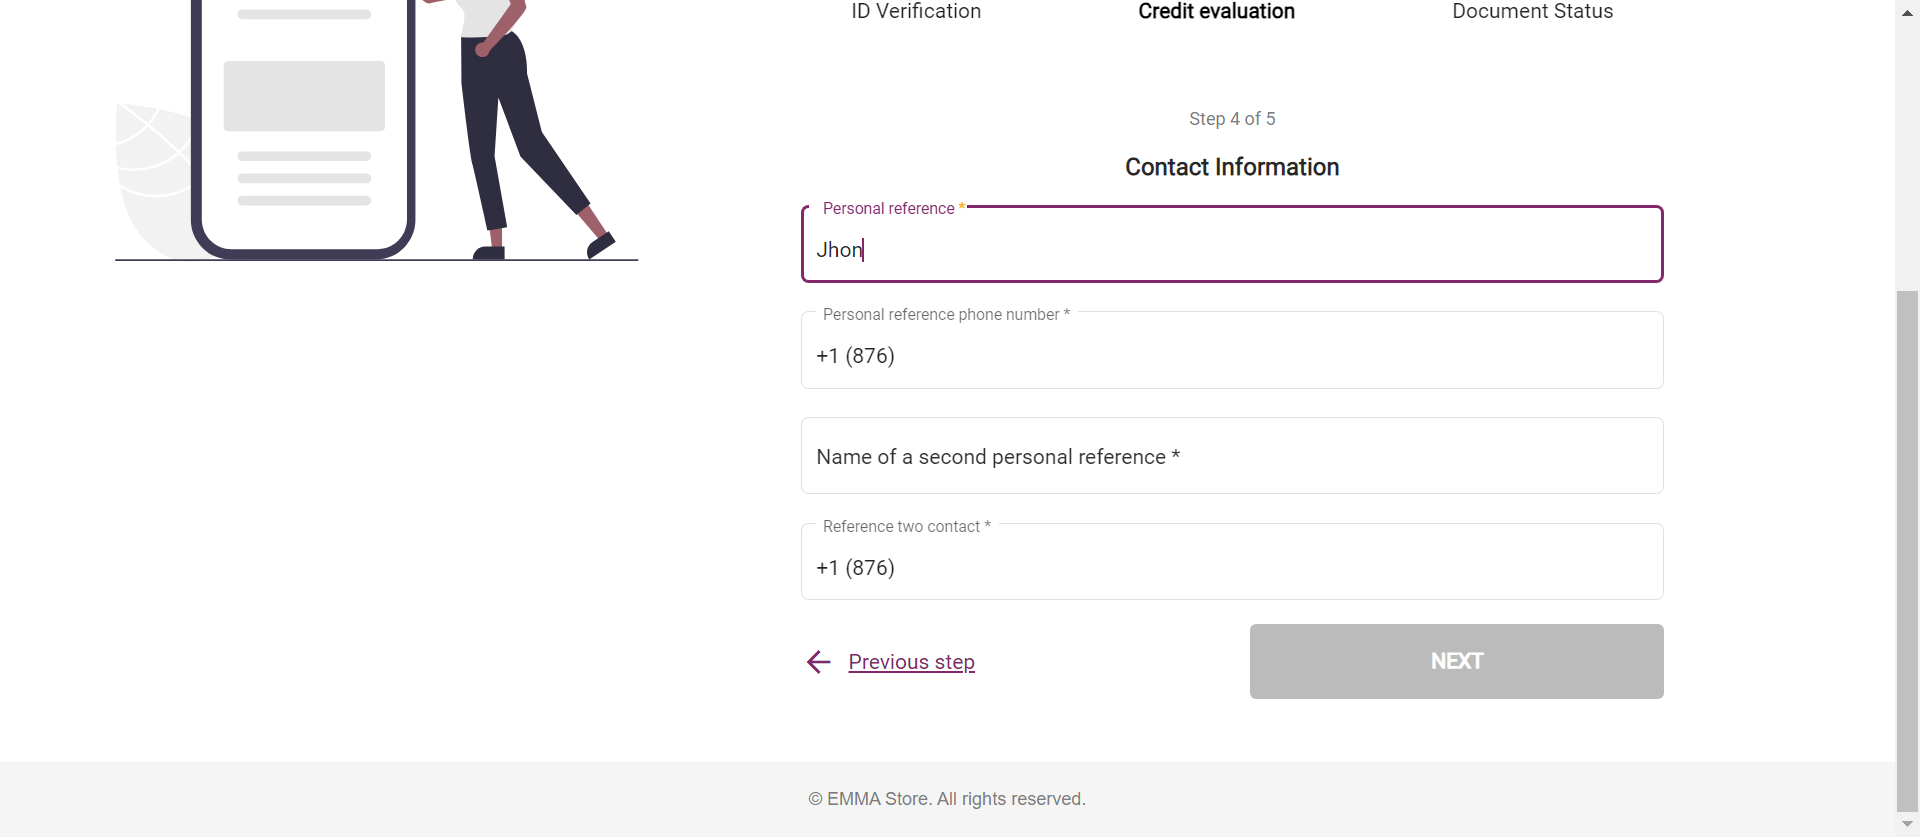 ID Verification
Credit evaluation
Document Status
Step 4 of 5
Contact Information
Personal reference *
Jhon
Personal reference phone number *
+1 (876)
Name of a second personal reference *
Reference two contact *
+1 (876)
Previous step
NEXT
© EMMA Store. All rights reserved.